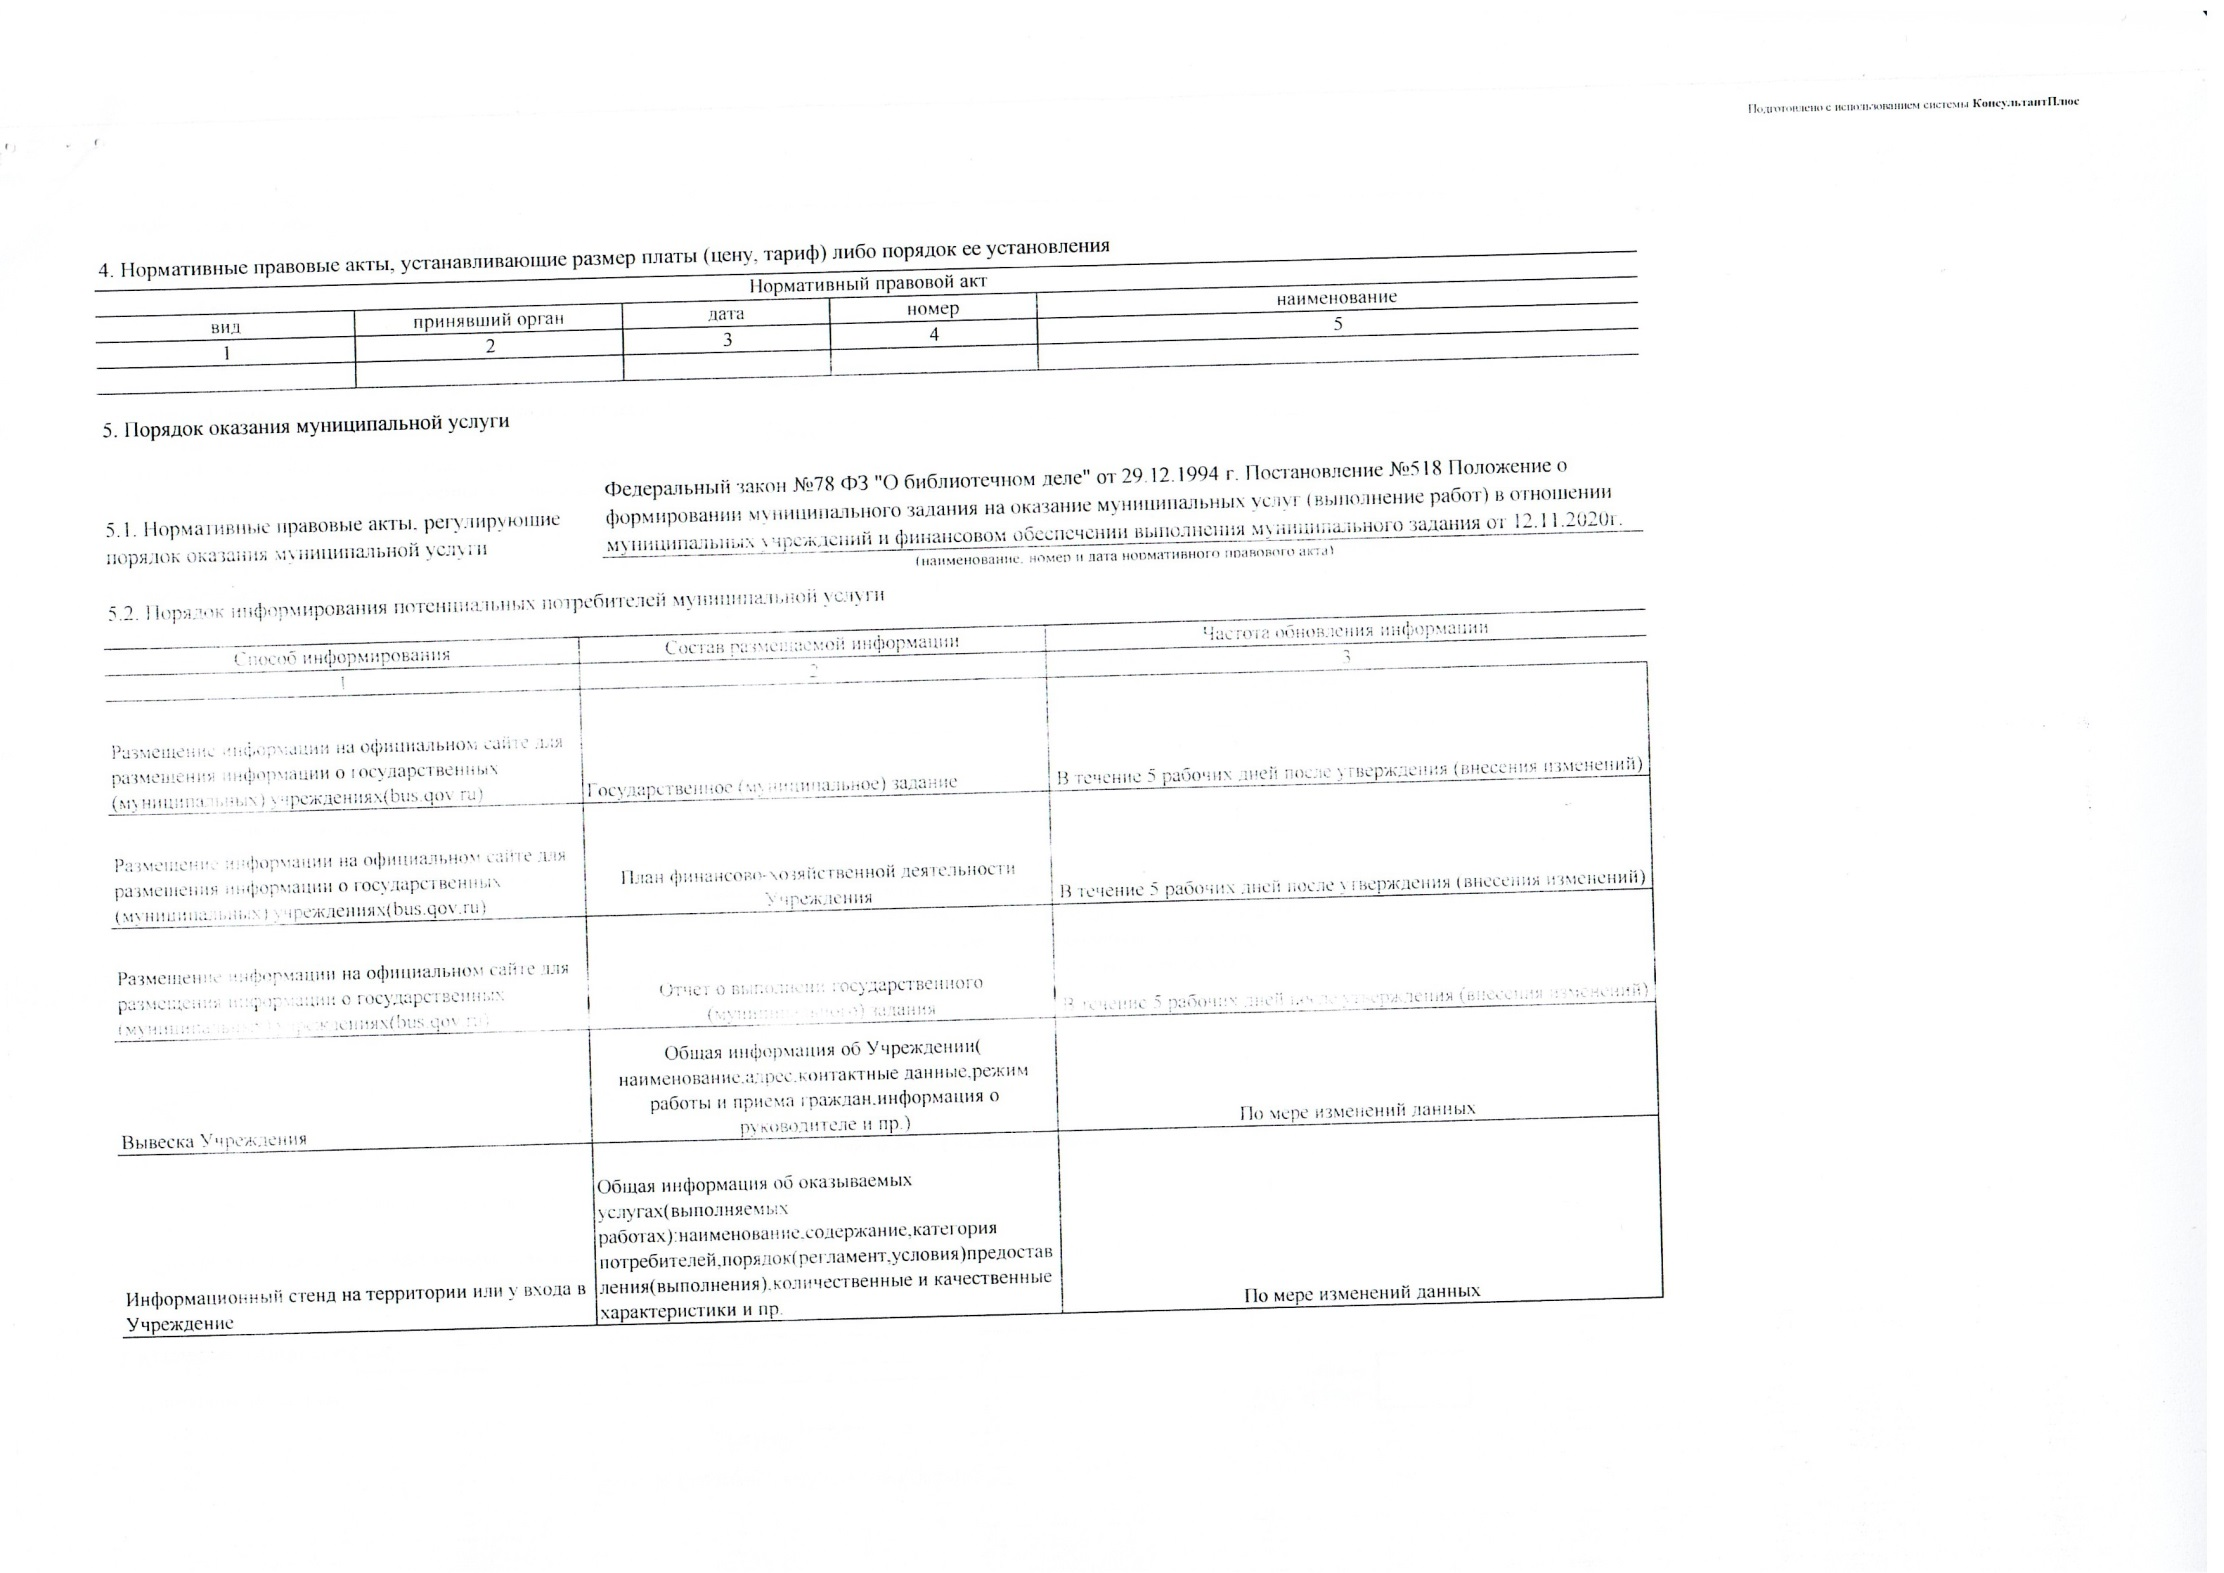 Подготовлено с использованием системы КонсультантПлюс
4. Нормативные правовые акты, устанавливающие размер платы (цену, тариф) либо порядок ее установления
Нормативный правовой акт
вид
принявший орган
дата
номер
наименование
1
2
3
4
5
5. Порядок оказания муниципальной услуги
5.1. Нормативные правовые акты, регулирующие
порядок оказания муниципальной услуги
Федеральный закон №78 ФЗ "О библиотечном деле" от 29.12.1994 г. Постановление №518 Положение о
формировании муниципального задания на оказание муниципальных услуг (выполнение работ) в отношении
муниципальных учреждений и финансовом обеспечении выполнения муниципального задания от 12.11.2020г.
(наименование, номер и дата нормативного правового акта)
5.2. Порядок информирования потенциальных потребителей муниципальной услуги
Способ информирования
Состав размещаемой информации
Частота обновления информации
1
2
3
Размещение информации на официальном сайте для
размещения информации о государственных
(муниципальных) учреждениях(bus.qov ru)
Государственное (муниципальное) задание
В течение 5 рабочих дней после утверждения (внесения изменений)
Размещение информации на официальном сайте для
размещения информации о государственных
(муниципальных) учреждениях(bus.qov.ru)
План финансово-хозяйственной деятельности
Учреждения
В течение 5 рабочих дней после утверждения (внесения изменений)
Размещение информации на официальном сайте для
размещения информации о государственных
(муниципальных) учреждениях(bus.qov ru)
Отчет о выполнени государственного
(муниципального) задания
В течение 5 рабочих дней после утверждения (внесения изменений)
Вывеска Учреждения
Общая информация об Учреждении(
наименование,адрес,контактные данные,режим
работы и приема граждан,информация о
руководителе и пр.)
По мере изменений данных
Информационный стенд на территории или у входа в
Учреждение
Общая информация об оказываемых
услугах(выполняемых
работах):наименование,содержание,категория
потребителей,порядок(регламент,условия)предостав
ления(выполнения),количественные и качественные
характеристики и пр.
По мере изменений данных